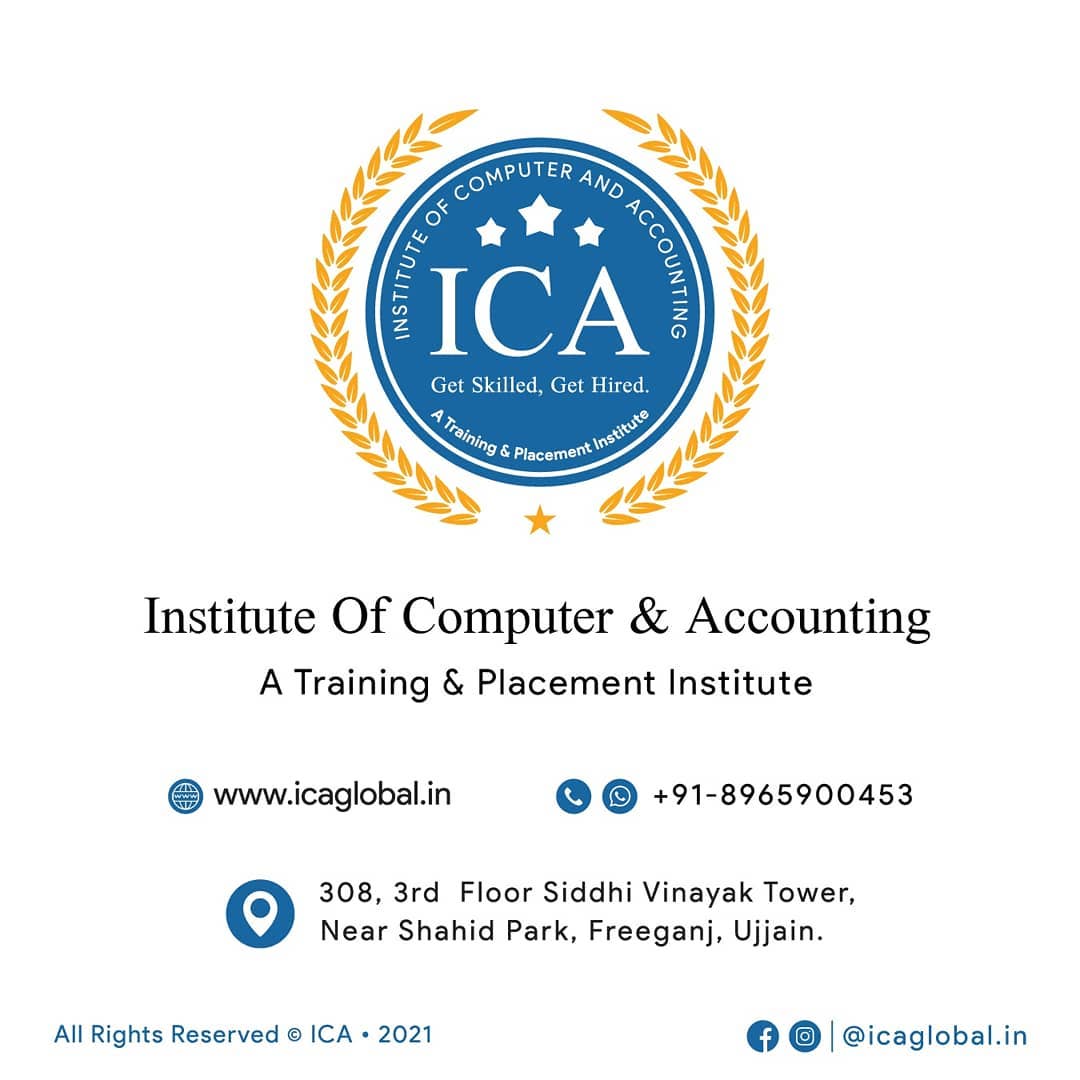 INSTITUTE OF COMPUTER AND ACCOUNTING
ICA
Get Skilled, Get Hired.
A Training & Placement Institute
Institute Of Computer & Accounting
A Training & Placement Institute
www
www.icaglobal.in
+91-8965900453
308, 3rd Floor Siddhi Vinayak Tower,
Near Shahid Park, Freeganj, Ujjain.
All Rights Reserved © ICA • 2021
@icaglobal.in